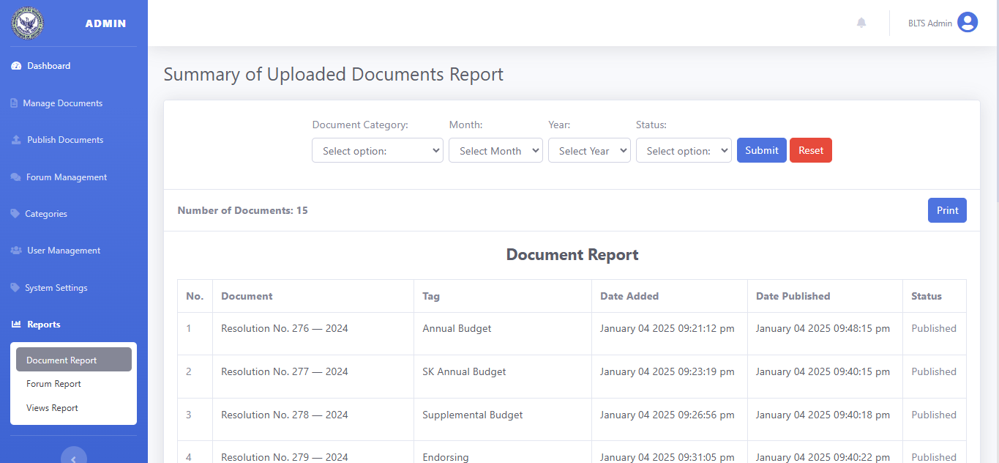 ADMIN
BLTS Admin
Dashboard
Manage Documents
Publish Documents
Forum Management
Categories
User Management
System Settings
Reports
Document Report
Forum Report
Views Report
Summary of Uploaded Documents Report
Document Category: Month: Year: Status:
Select option: Select Month Select Year Select option: Submit Reset
Number of Documents: 15 Print
Document Report
No. Document Tag Date Added Date Published Status
1 Resolution No. 276 — 2024 Annual Budget January 04 2025 09:21:12 pm January 04 2025 09:48:15 pm Published
2 Resolution No. 277 — 2024 SK Annual Budget January 04 2025 09:23:19 pm January 04 2025 09:40:15 pm Published
3 Resolution No. 278 — 2024 Supplemental Budget January 04 2025 09:26:56 pm January 04 2025 09:40:18 pm Published
4 Resolution No. 279 — 2024 Endorsing January 04 2025 09:31:05 pm January 04 2025 09:40:22 pm Published